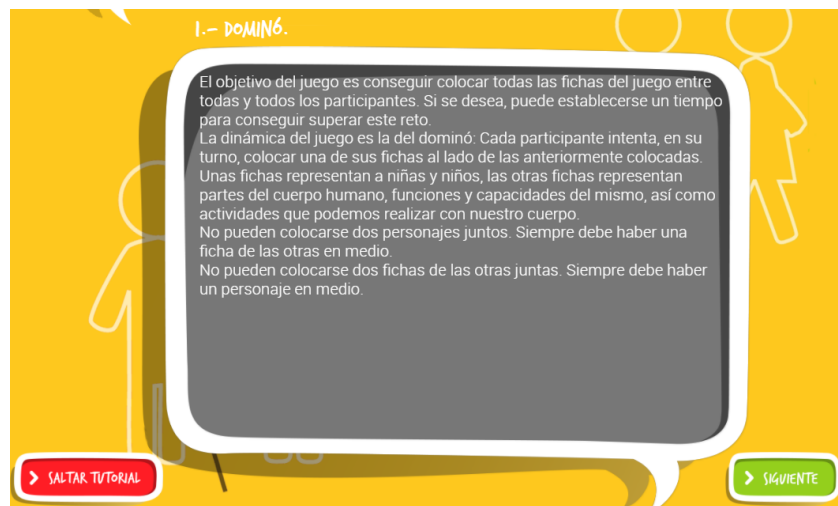 1.- DOMINÓ.
El objetivo del juego es conseguir colocar todas las fichas del juego entre
todas y todos los participantes. Si se desea, puede establecerse un tiempo
para conseguir superar este reto.
La dinámica del juego es la del dominó: Cada participante intenta, en su
turno, colocar una de sus fichas al lado de las anteriormente colocadas.
Unas fichas representan a niñas y niños, las otras fichas representan
partes del cuerpo humano, funciones y capacidades del mismo, así como
actividades que podemos realizar con nuestro cuerpo.
No pueden colocarse dos personajes juntos. Siempre debe haber una
ficha de las otras en medio.
No pueden colocarse dos fichas de las otras juntas. Siempre debe haber
un personaje en medio.
> SALTAR TUTORIAL
> SIGUIENTE